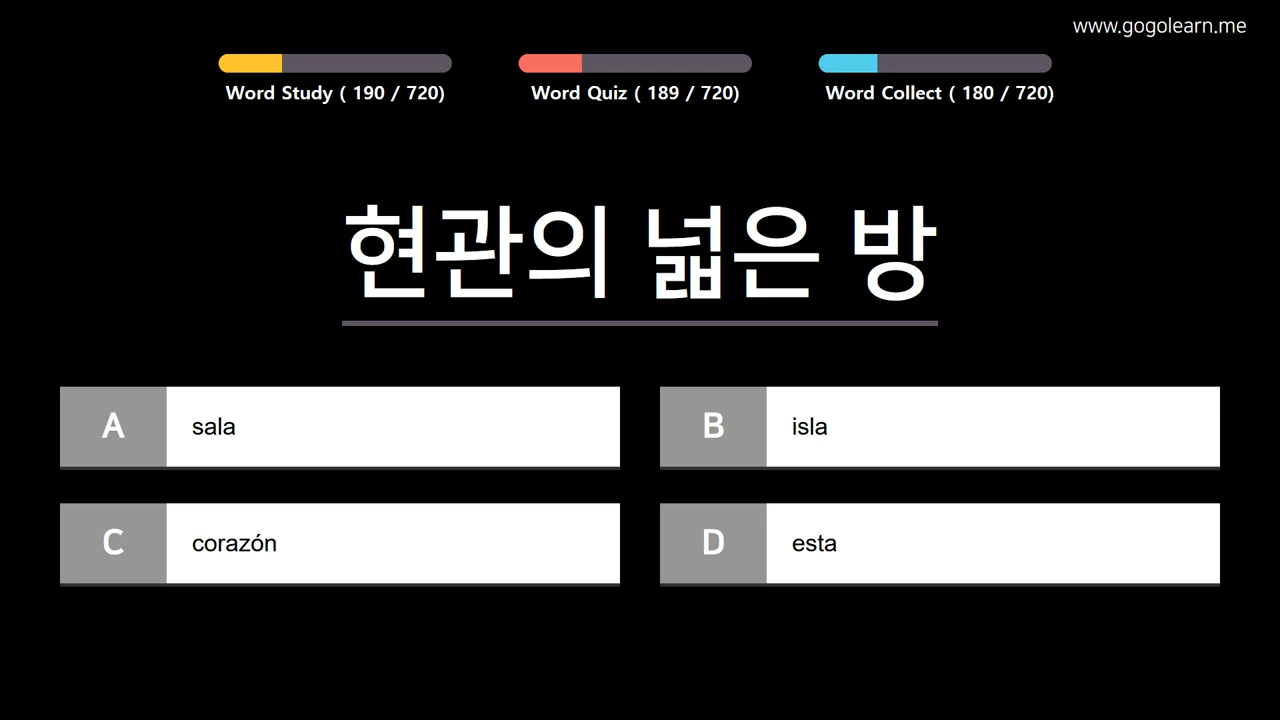 www.gogolearn.me
Word Study ( 190 / 720)
Word Quiz ( 189 / 720)
Word Collect ( 180 / 720)
현관의 넓은 방
A sala
B isla
C corazón
D esta